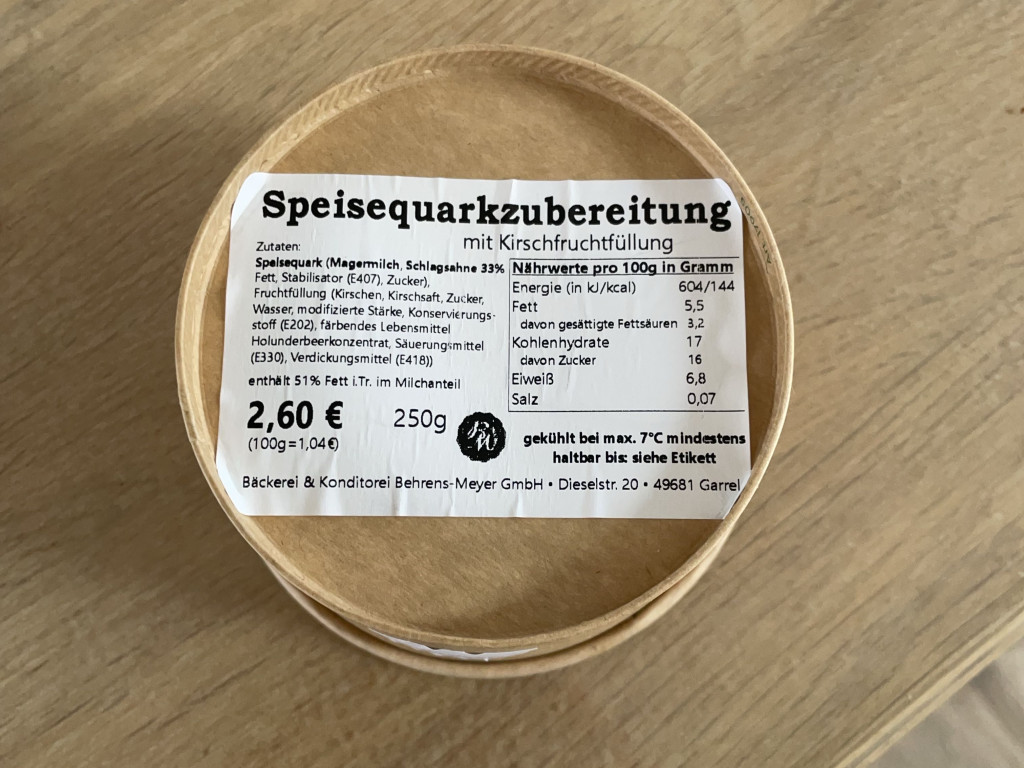 Speisequarkzubereitung
mit Kirschfruchtfüllung
Zutaten:
Speisequark (Magermilch, Schlagsahne 33%
Fett, Stabilisator (E407), Zucker),
Fruchtfüllung (Kirschen, Kirschsaft, Zucker,
Wasser, modifizierte Stärke, Konservierungs-
stoff (E202), färbendes Lebensmittel
Holunderbeerkonzentrat, Säuerungsmittel
(E330), Verdickungsmittel (E418))
enthält 51% Fett i.Tr. im Milchanteil
2,60 €
(100g=1,04€)
250g
Nährwerte pro 100g in Gramm
Energie (in kJ/kcal) 604/144
Fett 5,5
davon gesättigte Fettsäuren 3,2
Kohlenhydrate 17
davon Zucker 16
Eiweiß 6,8
Salz 0,07
gekühlt bei max. 7°C mindestens
haltbar bis: siehe Etikett
Bäckerei & Konditorei Behrens-Meyer GmbH • Dieselstr. 20 • 49681 Garrel